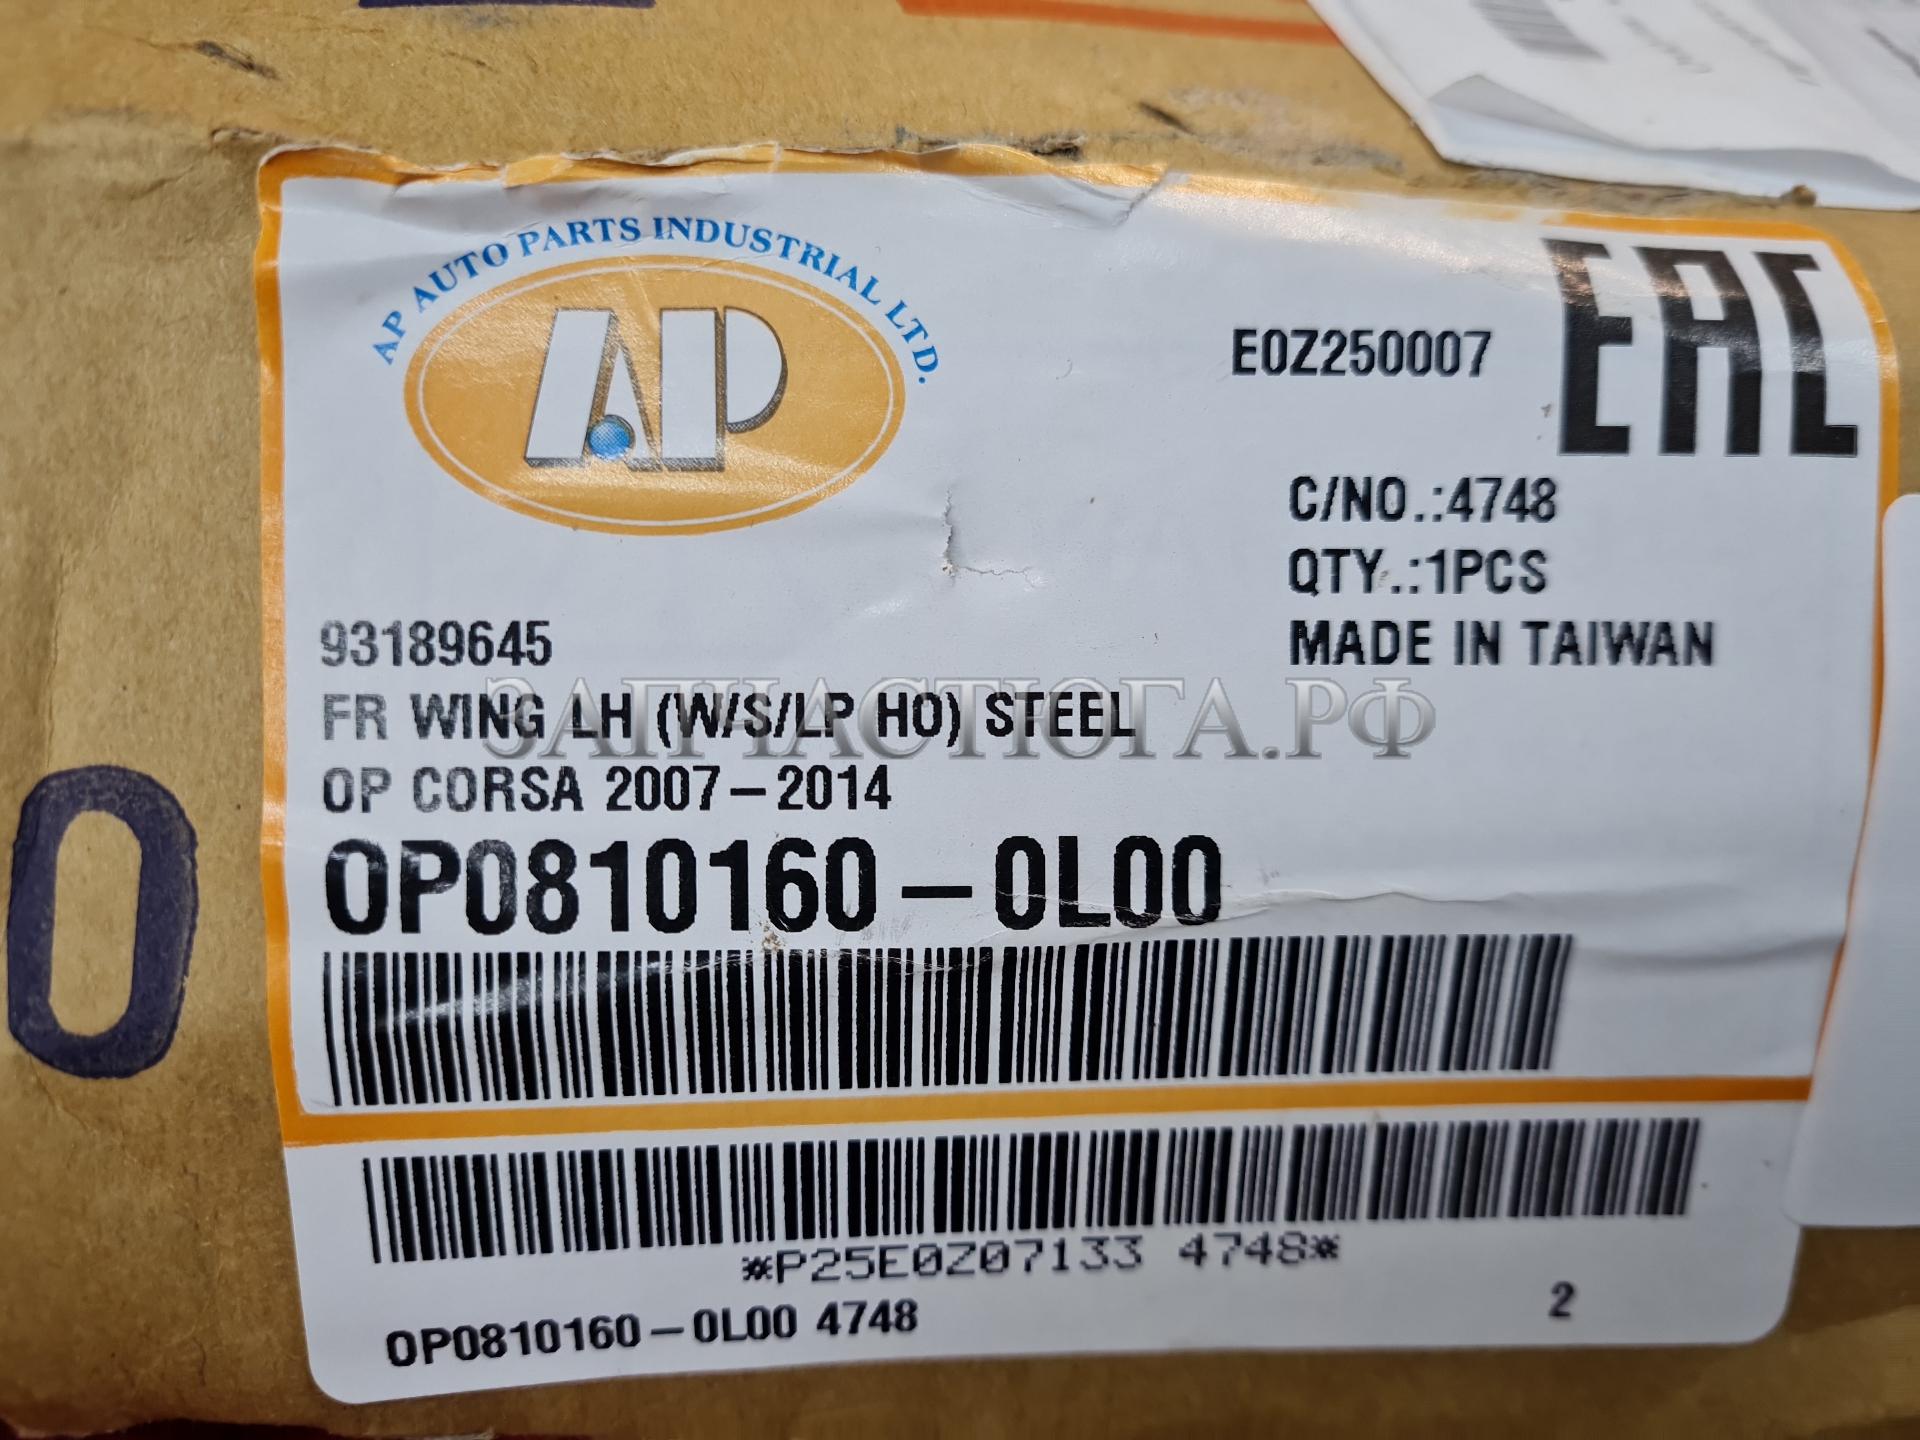 AP AUTO PARTS INDUSTRIAL LTD.
AP
E0Z250007
EAC
C/NO.:4748
QTY.:1PCS
MADE IN TAIWAN
93189645
FR WING LH (W/S/LP HO) STEEL
ЗАПЧАСТЮГА.РФ
OP CORSA 2007-2014
OP0810160-0L00
*P25E0Z07133 4748*
OP0810160-0L00 4748
2
0